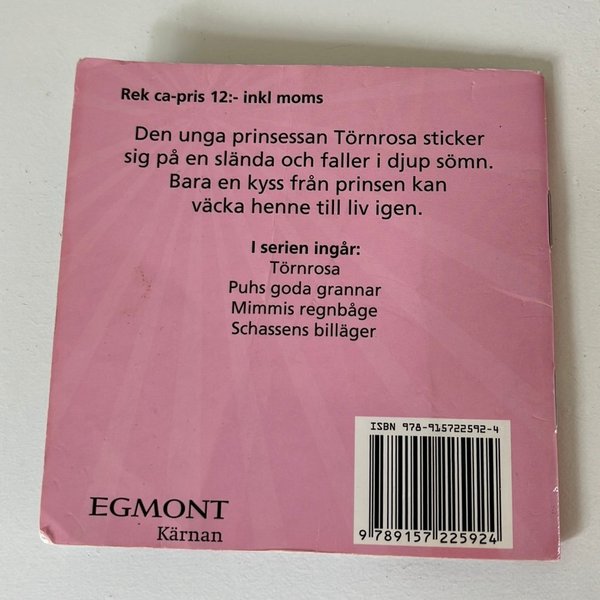 Rek ca-pris 12:- inkl moms
Den unga prinsessan Törnrosa sticker
sig på en slända och faller i djup sömn.
Bara en kyss från prinsen kan
väcka henne till liv igen.
I serien ingår:
Törnrosa
Puhs goda grannar
Mimmis regnbåge
Schassens billäger
ISBN 978-915722592-4
9 789157 225924
EGMONT
Kärnan